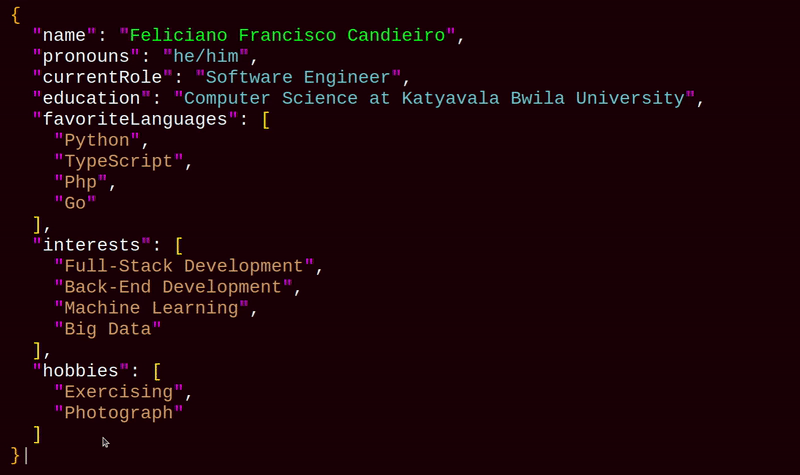 {
  "name": "Feliciano Francisco Candieiro",
  "pronouns": "he/him",
  "currentRole": "Software Engineer",
  "education": "Computer Science at Katyavala Bwila University",
  "favoriteLanguages": [
    "Python",
    "TypeScript",
    "Php",
    "Go"
  ],
  "interests": [
    "Full-Stack Development",
    "Back-End Development",
    "Machine Learning",
    "Big Data"
  ],
  "hobbies": [
    "Exercising",
    "Photograph"
  ]
}